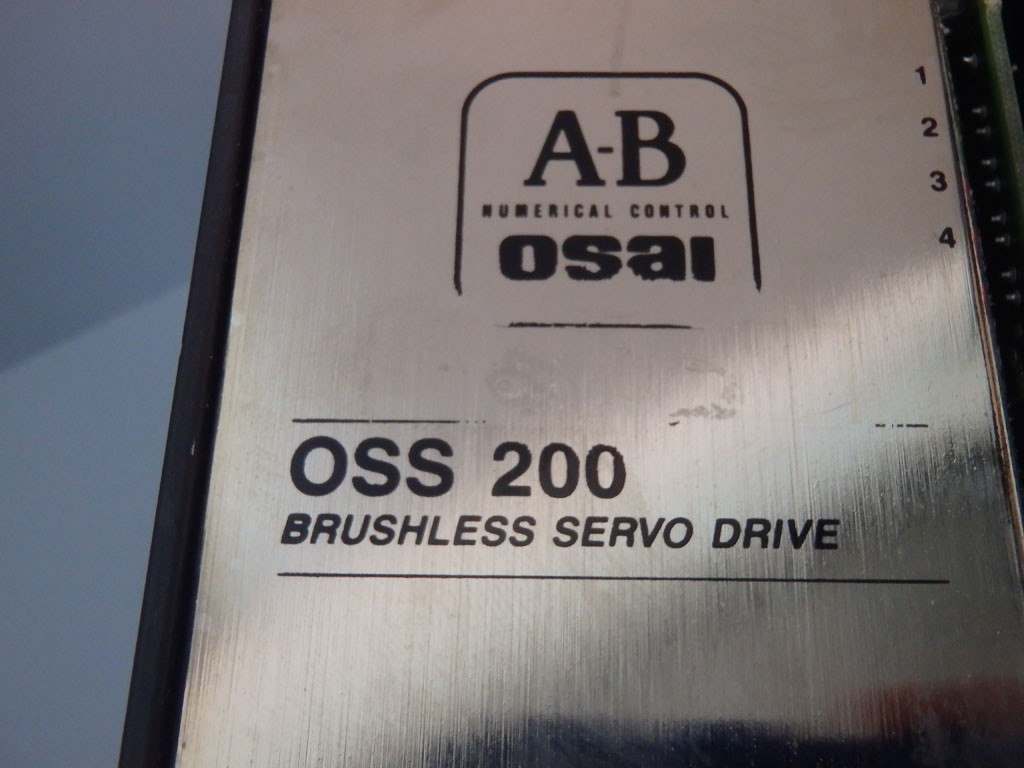 A-B
NUMERICAL CONTROL
osai
OSS 200
BRUSHLESS SERVO DRIVE
1
2
3
4